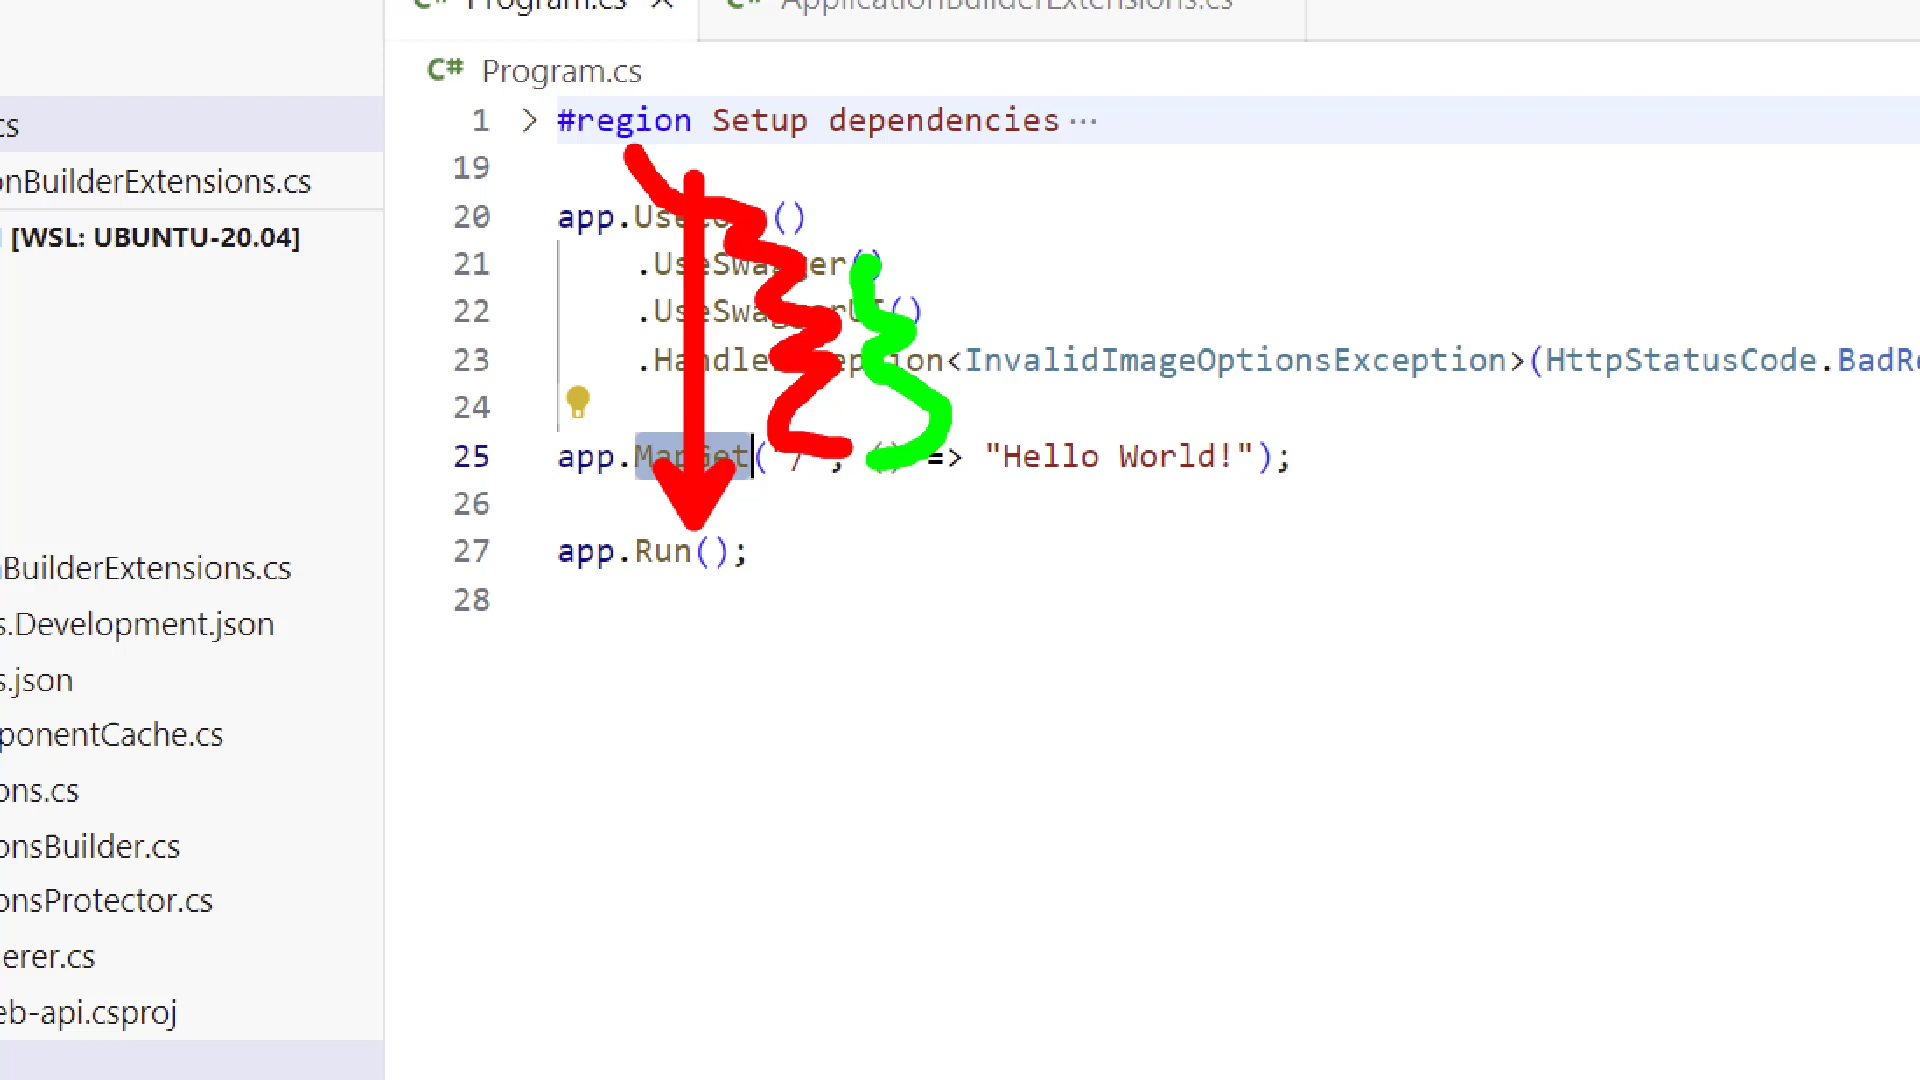 C# Program.cs × C# ApplicationBuilderExtensions.cs
C# Program.cs
1 > #region Setup dependencies ...
cs
19
onBuilderExtensions.cs
20 app. ()
[WSL: UBUNTU-20.04]
21 .UseSwagger()
22 .UseSwaggerUI()
23 .HandleException<InvalidImageOptionsException>(HttpStatusCode.BadRe
24
25 app.MapGet("/", () => "Hello World!");
26
27 app.Run();
BuilderExtensions.cs
28
s.Development.json
s.json
ponentCache.cs
ons.cs
onsBuilder.cs
onsProtector.cs
erer.cs
eb-api.csproj